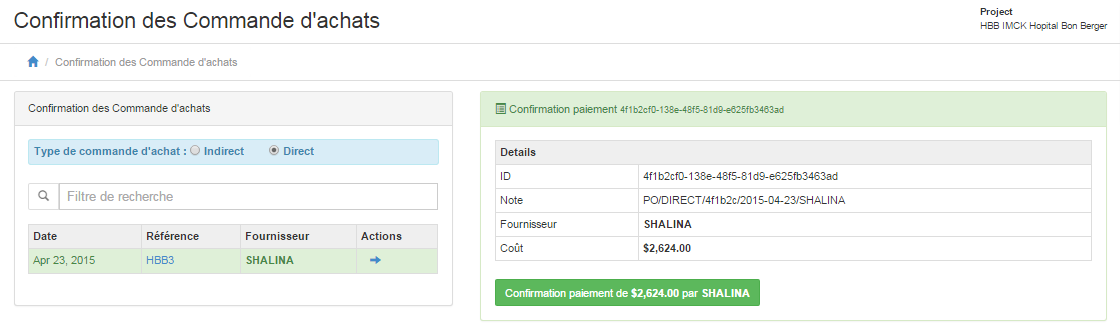 Confirmation des Commande d'achats
Project
HBB IMCK Hopital Bon Berger
/ Confirmation des Commande d'achats
Confirmation des Commande d'achats
Type de commande d'achat : Indirect Direct
Filtre de recherche
Date Référence Fournisseur Actions
Apr 23, 2015 HBB3 SHALINA
Confirmation paiement 4f1b2cf0-138e-48f5-81d9-e625fb3463ad
Details
ID 4f1b2cf0-138e-48f5-81d9-e625fb3463ad
Note PO/DIRECT/4f1b2c/2015-04-23/SHALINA
Fournisseur SHALINA
Coût $2,624.00
Confirmation paiement de $2,624.00 par SHALINA